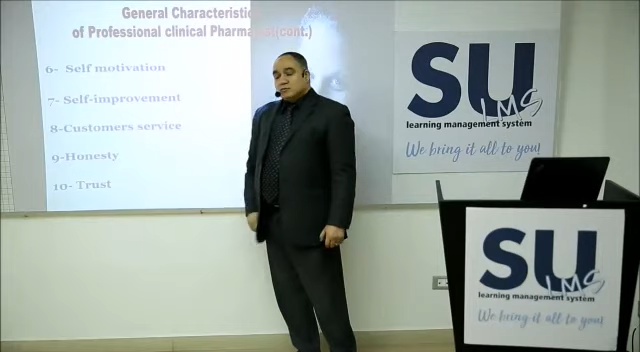 General Characteristic
of Professional clinical Pharma (cont.)
6- Self motivation
7- Self-improvement
8-Customers service
9-Honesty
10- Trust
SU
LMS
learning management system
We bring it all to you!
SU
LMS
learning management system
We bring it all to you!